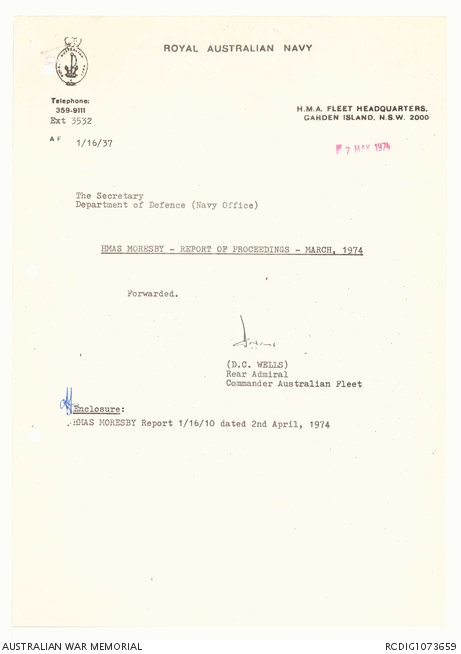 ROYAL AUSTRALIAN NAVY
Telephone:
359-9111
Ext 3532
AF 1/16/37
H.M.A. FLEET HEADQUARTERS,
GARDEN ISLAND, N.S.W. 2000
7 MAY 1974
The Secretary
Department of Defence (Navy Office)
HMAS MORESBY - REPORT OF PROCEEDINGS - MARCH, 1974
Forwarded.
(D.C. WELLS)
Rear Admiral
Commander Australian Fleet
Enclosure:
HMAS MORESBY Report 1/16/10 dated 2nd April, 1974
AUSTRALIAN WAR MEMORIAL
RCDIG1073659